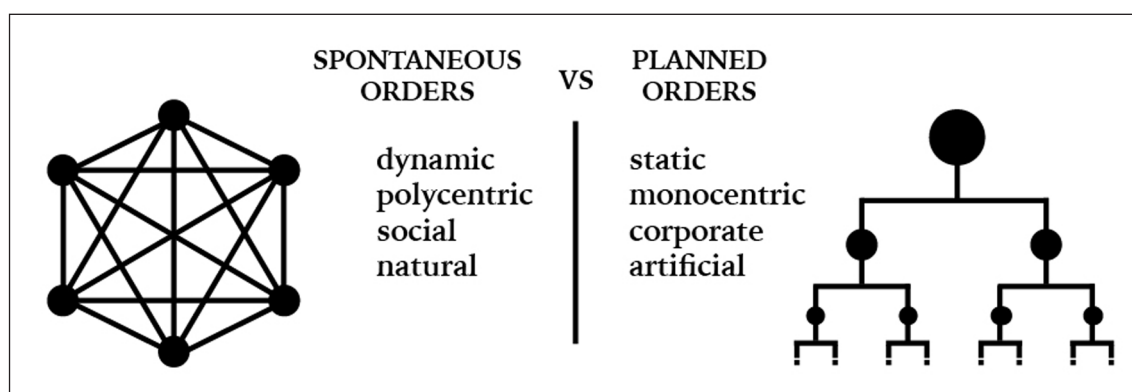 SPONTANEOUS
ORDERS
VS
PLANNED
ORDERS
dynamic
polycentric
social
natural
static
monocentric
corporate
artificial